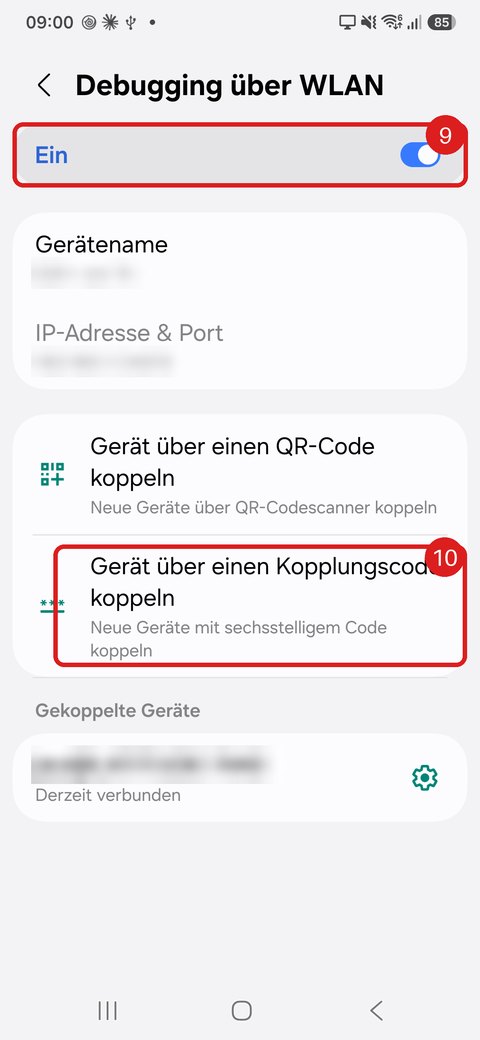 09:00
85
Debugging über WLAN
9
Ein
Gerätename
IP-Adresse & Port
Gerät über einen QR-Code
koppeln
Neue Geräte über QR-Codescanner koppeln
10
Gerät über einen Kopplungscod
koppeln
Neue Geräte mit sechsstelligem Code
koppeln
Gekoppelte Geräte
Derzeit verbunden